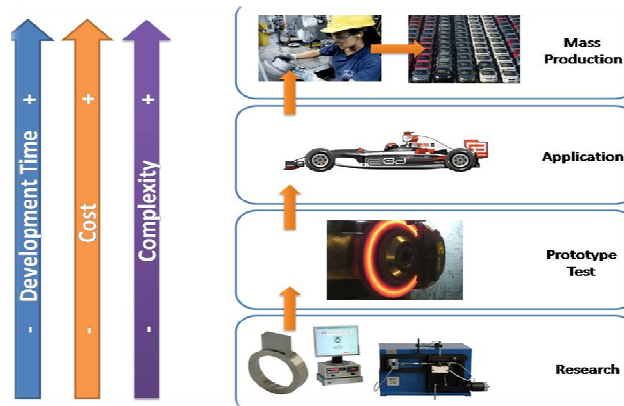 Development Time
-
+
Cost
-
+
Complexity
-
+
Mass
Production
Application
Prototype
Test
Research